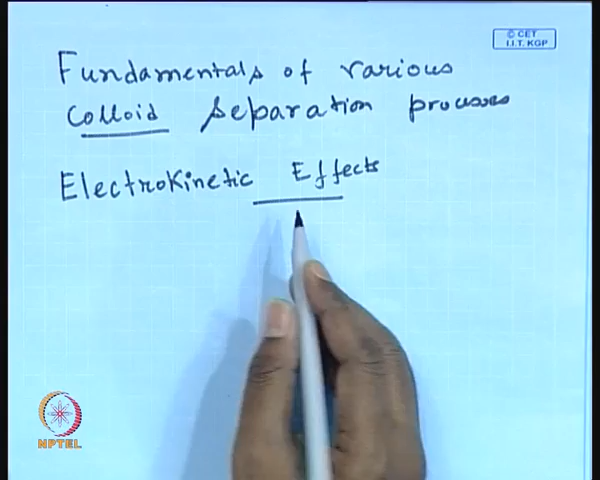 © CET
I.I.T. KGP
Fundamentals of various
Colloid separation processes
Electrokinetic Effects
NPTEL